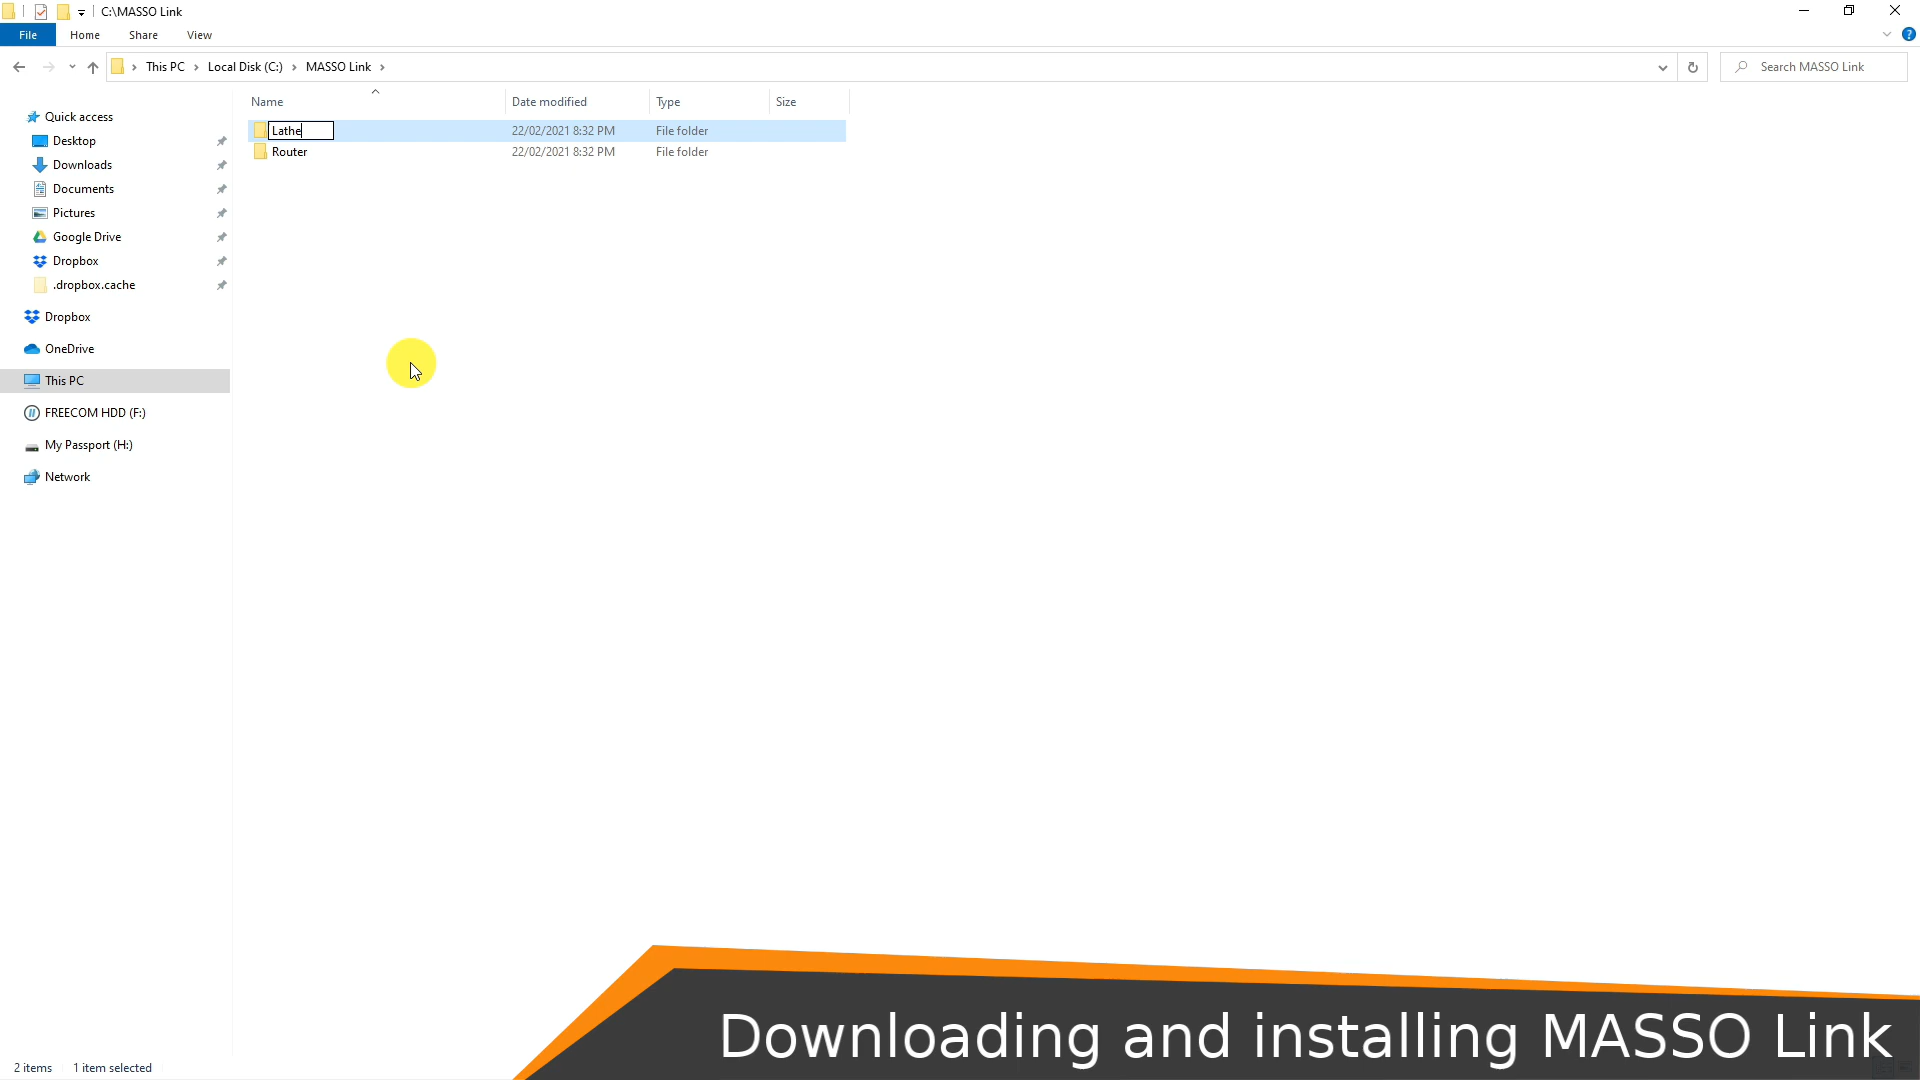 C:\MASSO Link
File Home Share View
This PC Local Disk (C:) MASSO Link
Search MASSO Link
Name Date modified Type Size
Lathe 22/02/2021 8:32 PM File folder
Router 22/02/2021 8:32 PM File folder
Quick access
Desktop
Downloads
Documents
Pictures
Google Drive
Dropbox
.dropbox.cache
Dropbox
OneDrive
This PC
FREECOM HDD (F:)
My Passport (H:)
Network
Downloading and installing MASSO Link
2 items 1 item selected